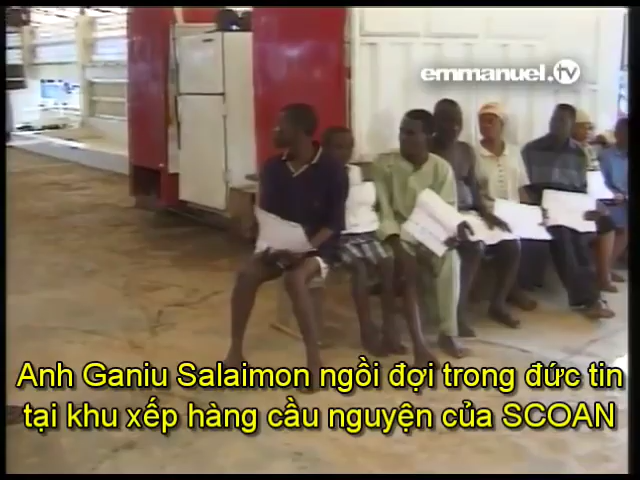 emmanuel.tv
Anh Ganiu Salaimon ngồi đợi trong đức tin
tại khu xếp hàng cầu nguyện của SCOAN